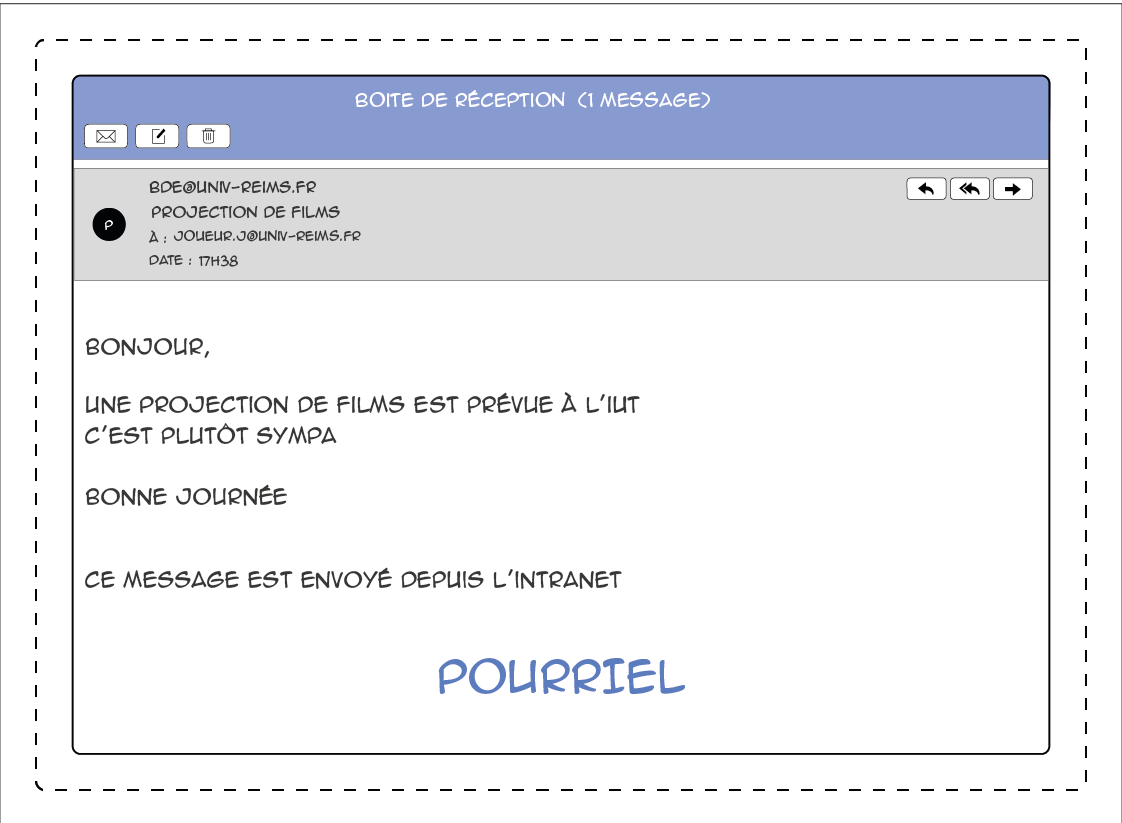 BOITE DE RÉCEPTION (1 MESSAGE)
BDE@UNIV-REIMS.FR
PROJECTION DE FILMS
P
À : JOUEUR.J@UNIV-REIMS.FR
DATE : 17H38
BONJOUR,
UNE PROJECTION DE FILMS EST PRÉVUE À L'IUT
C'EST PLUTÔT SYMPA
BONNE JOURNÉE
CE MESSAGE EST ENVOYÉ DEPUIS L'INTRANET
POURRIEL